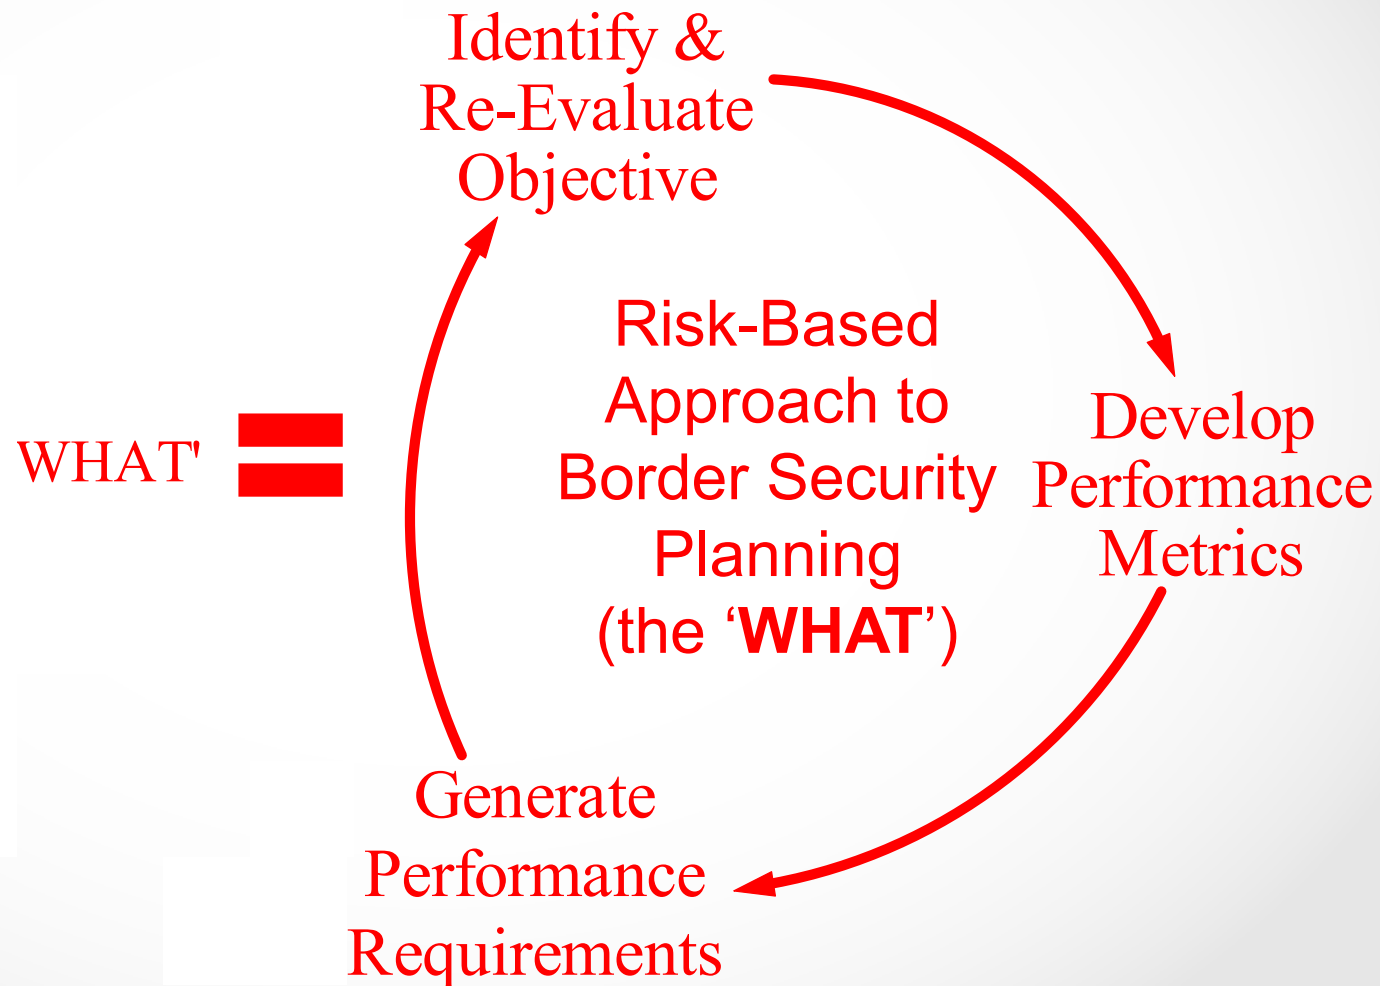 Identify &
Re-Evaluate
Objective
WHAT'
Risk-Based
Approach to
Border Security
Planning
(the ‘WHAT’)
Develop
Performance
Metrics
Generate
Performance
Requirements